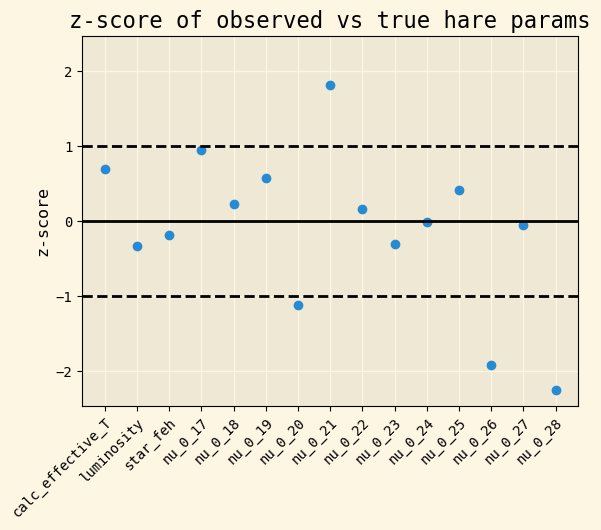 z-score of observed vs true hare params
z-score
2
1
0
−1
−2
calc_effective_T
luminosity
star_feh
nu_0_17
nu_0_18
nu_0_19
nu_0_20
nu_0_21
nu_0_22
nu_0_23
nu_0_24
nu_0_25
nu_0_26
nu_0_27
nu_0_28